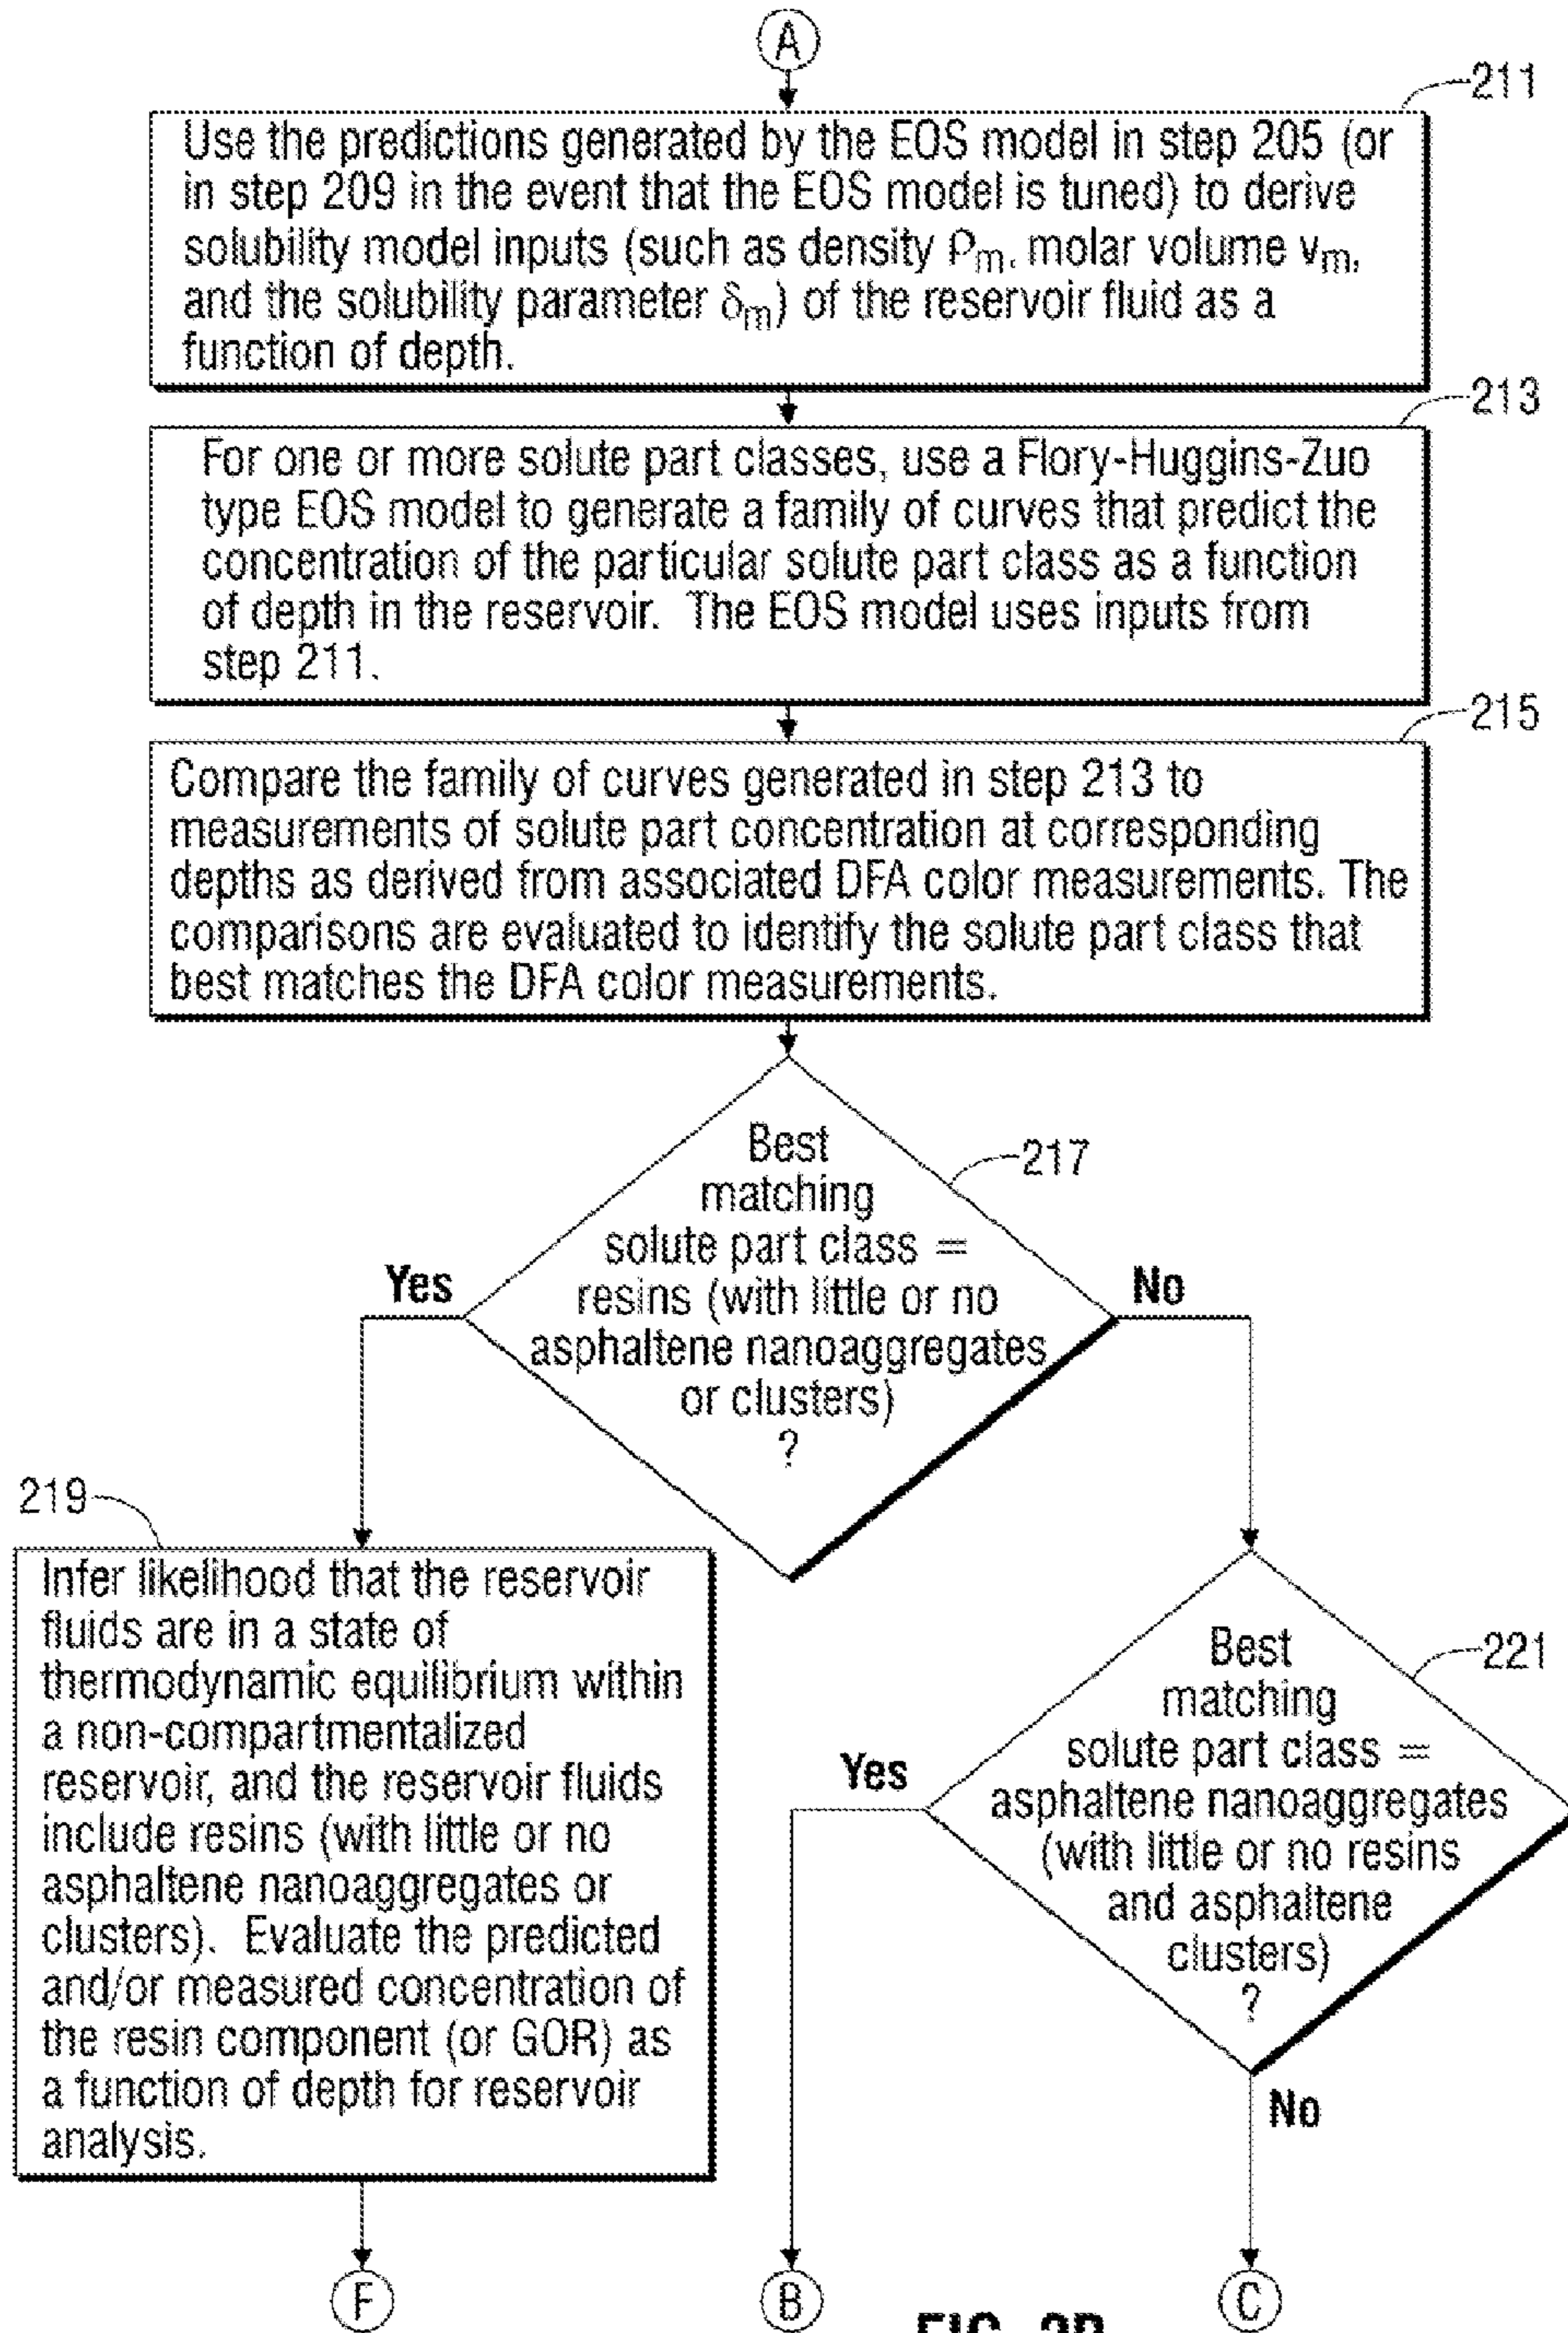 A
211
Use the predictions generated by the EOS model in step 205 (or
in step 209 in the event that the EOS model is tuned) to derive
solubility model inputs (such as density ρm, molar volume vm,
and the solubility parameter δm) of the reservoir fluid as a
function of depth.
213
For one or more solute part classes, use a Flory-Huggins-Zuo
type EOS model to generate a family of curves that predict the
concentration of the particular solute part class as a function
of depth in the reservoir. The EOS model uses inputs from
step 211.
215
Compare the family of curves generated in step 213 to
measurements of solute part concentration at corresponding
depths as derived from associated DFA color measurements. The
comparisons are evaluated to identify the solute part class that
best matches the DFA color measurements.
217
Best
matching
solute part class =
resins (with little or no
asphaltene nanoaggregates
or clusters)
?
Yes
No
219
Infer likelihood that the reservoir
fluids are in a state of
thermodynamic equilibrium within
a non-compartmentalized
reservoir, and the reservoir fluids
include resins (with little or no
asphaltene nanoaggregates or
clusters). Evaluate the predicted
and/or measured concentration of
the resin component (or GOR) as
a function of depth for reservoir
analysis.
221
Best
matching
solute part class =
asphaltene nanoaggregates
(with little or no resins
and asphaltene
clusters)
?
Yes
No
F
B
C
FIG.